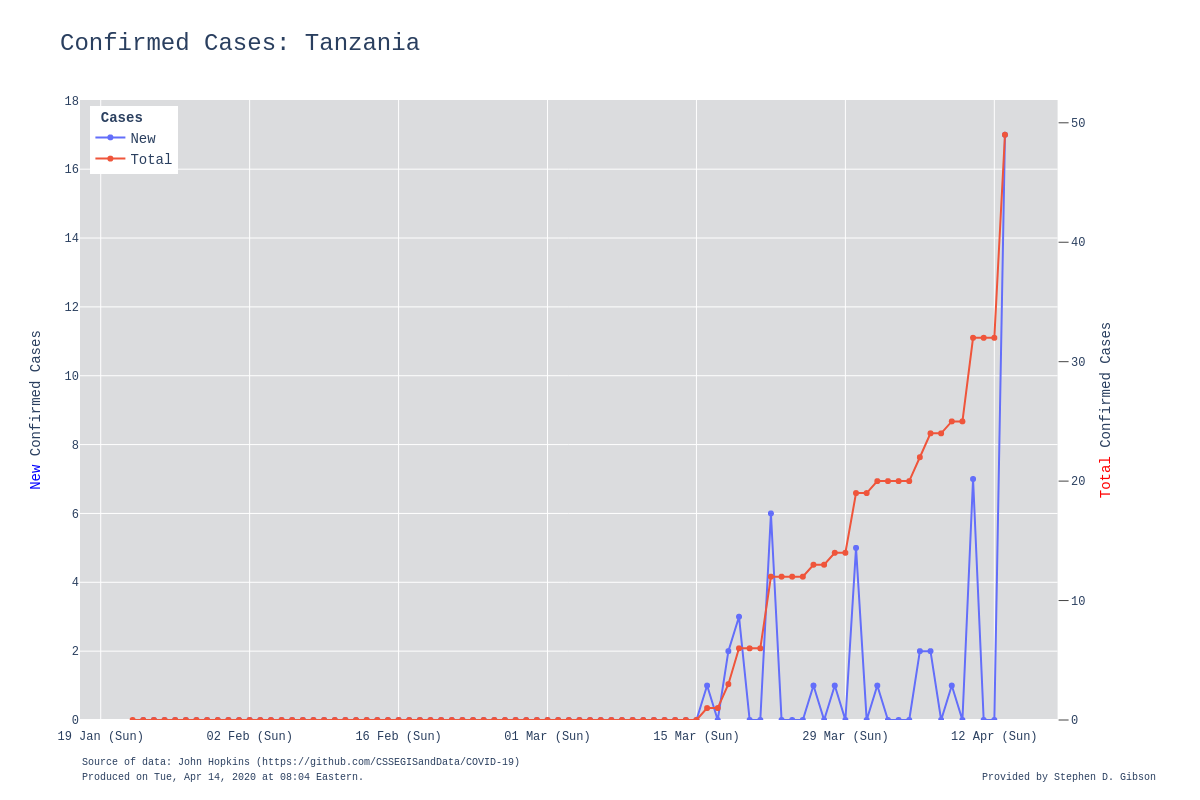 Confirmed Cases: Tanzania
Cases
New
Total
18
16
14
12
10
8
6
4
2
0
50
40
30
20
10
0
New Confirmed Cases
Total Confirmed Cases
19 Jan (Sun) 02 Feb (Sun) 16 Feb (Sun) 01 Mar (Sun) 15 Mar (Sun) 29 Mar (Sun) 12 Apr (Sun)
Source of data: John Hopkins (https://github.com/CSSEGISandData/COVID-19)
Produced on Tue, Apr 14, 2020 at 08:04 Eastern.
Provided by Stephen D. Gibson